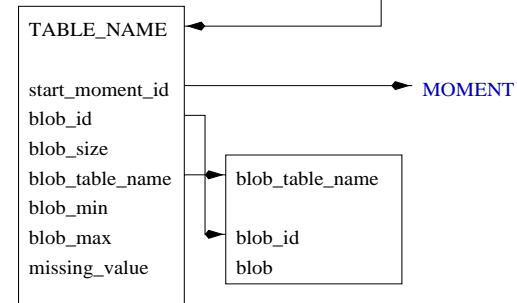 TABLE_NAME
start_moment_id
MOMENT
blob_id
blob_size
blob_table_name
blob_min
blob_max
missing_value
blob_table_name
blob_id
blob